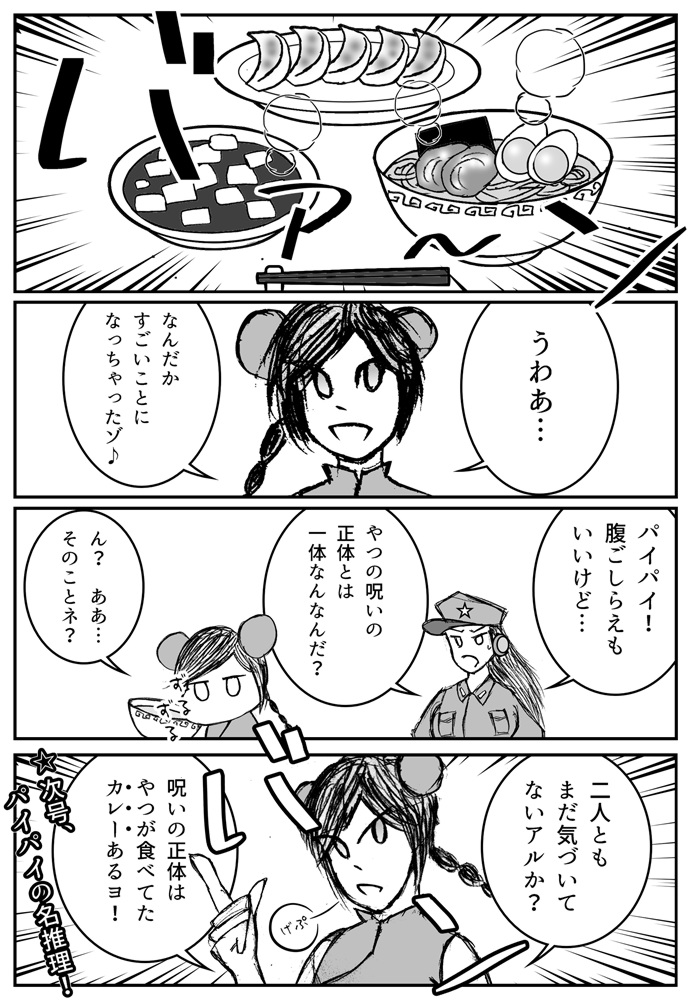 ジャ〜ン
うわぁ…
なんだか
すごいことに
なっちゃったゾ♪
パイパイ！
腹ごしらえも
いいけど…
やつの呪いの
正体とは
一体なんなんだ？
ん？ ああ…
そのことネ？
ずるずーるずる
二人とも
まだ気づいて
ないアルか？
げぷ
呪いの正体は
やつが食べてた
カレーあるヨ！
★次号、
パイパイの名推理！